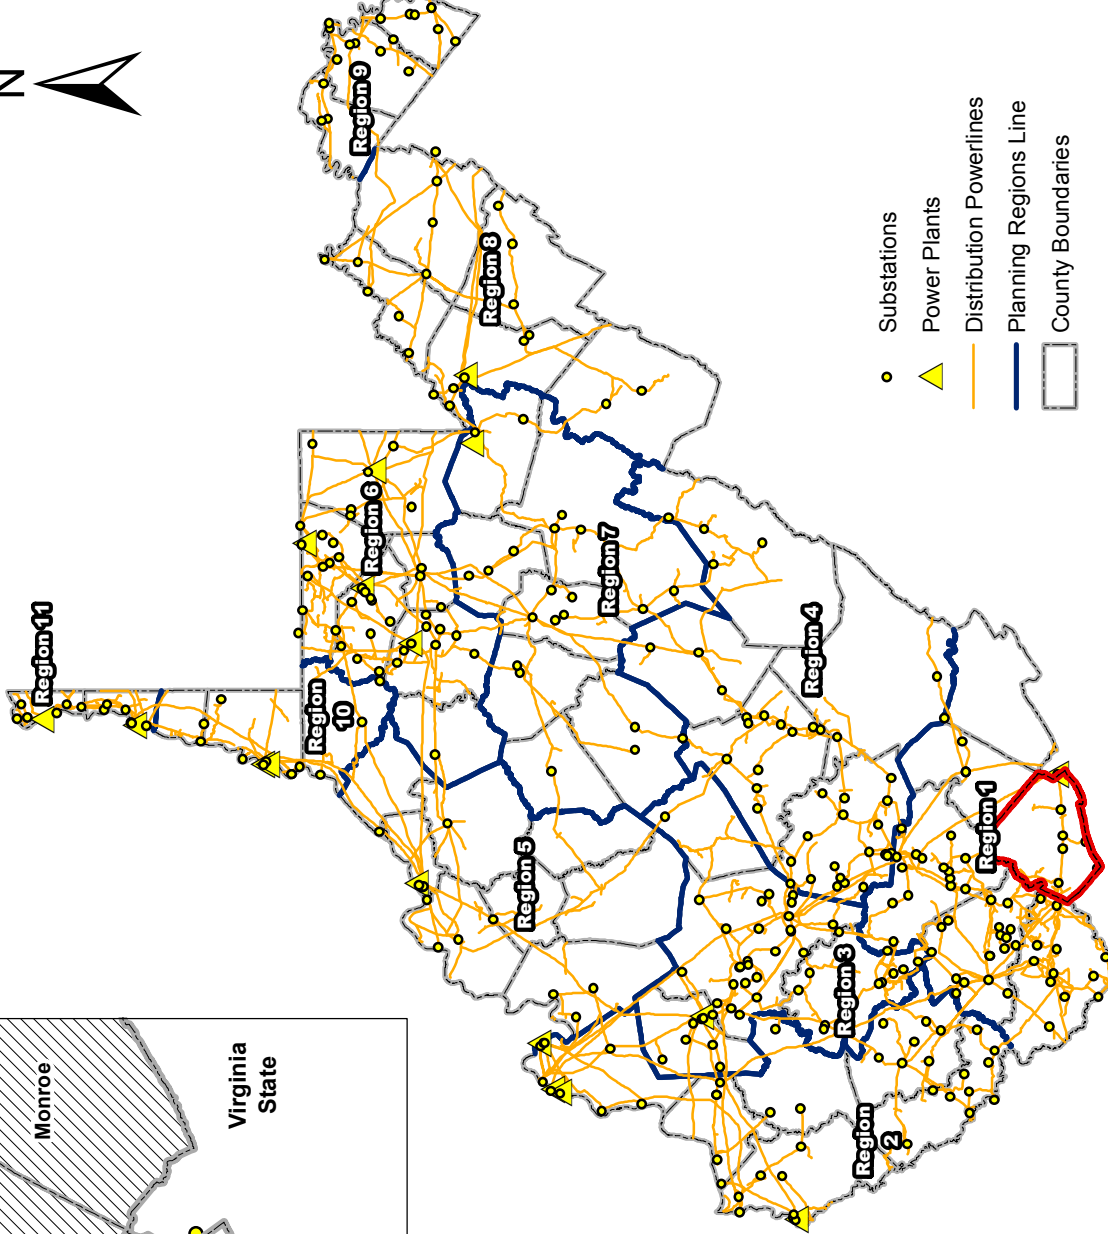 N
Region 11
Region 9
Region 8
Region 6
Region
10
Region 7
Region 4
Region 5
Region 1
Region 3
Region
2
Monroe
Virginia
State
Substations
Power Plants
Distribution Powerlines
Planning Regions Line
County Boundaries